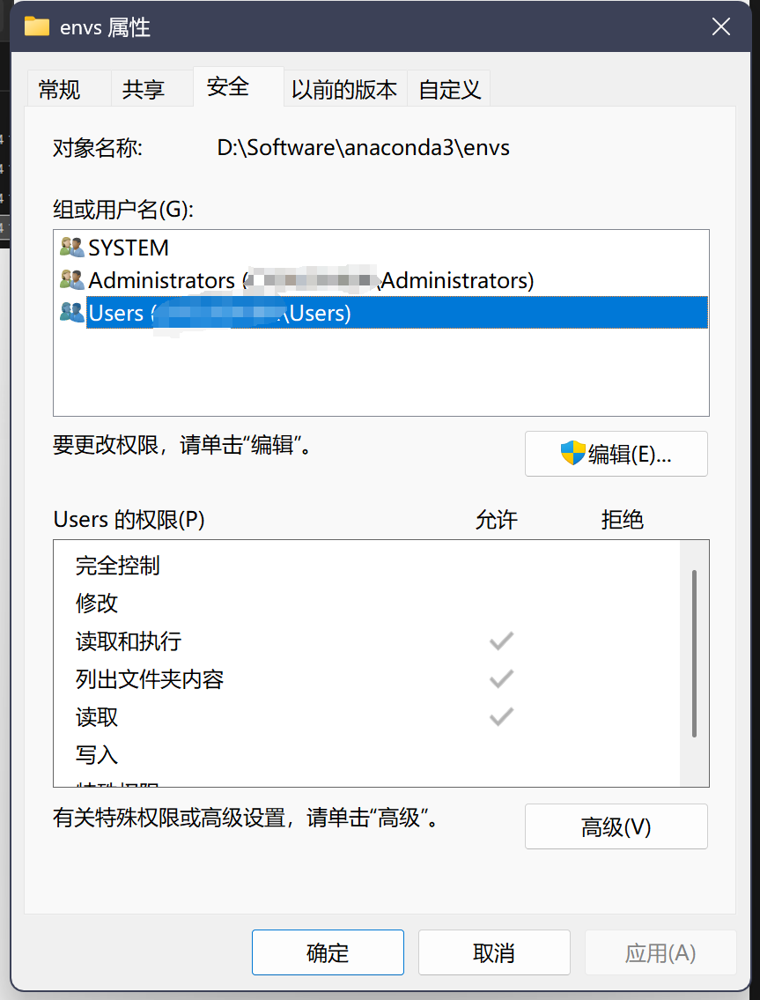 envs 属性
常规 共享 安全 以前的版本 自定义
对象名称: D:\Software\anaconda3\envs
组或用户名(G):
SYSTEM
Administrators ( \Administrators)
Users ( \Users)
要更改权限，请单击“编辑”。 编辑(E)...
Users 的权限(P) 允许 拒绝
完全控制
修改
读取和执行
列出文件夹内容
读取
写入
特殊权限
有关特殊权限或高级设置，请单击“高级”。 高级(V)
确定 取消 应用(A)